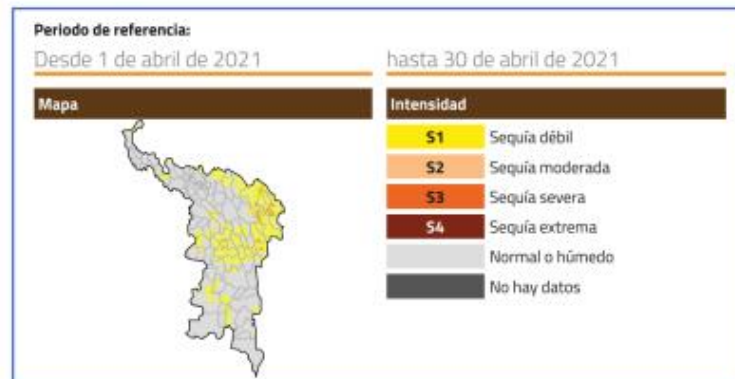 Periodo de referencia:
Desde 1 de abril de 2021
hasta 30 de abril de 2021
Mapa
Intensidad
S1 Sequía débil
S2 Sequía moderada
S3 Sequía severa
S4 Sequía extrema
Normal o húmedo
No hay datos